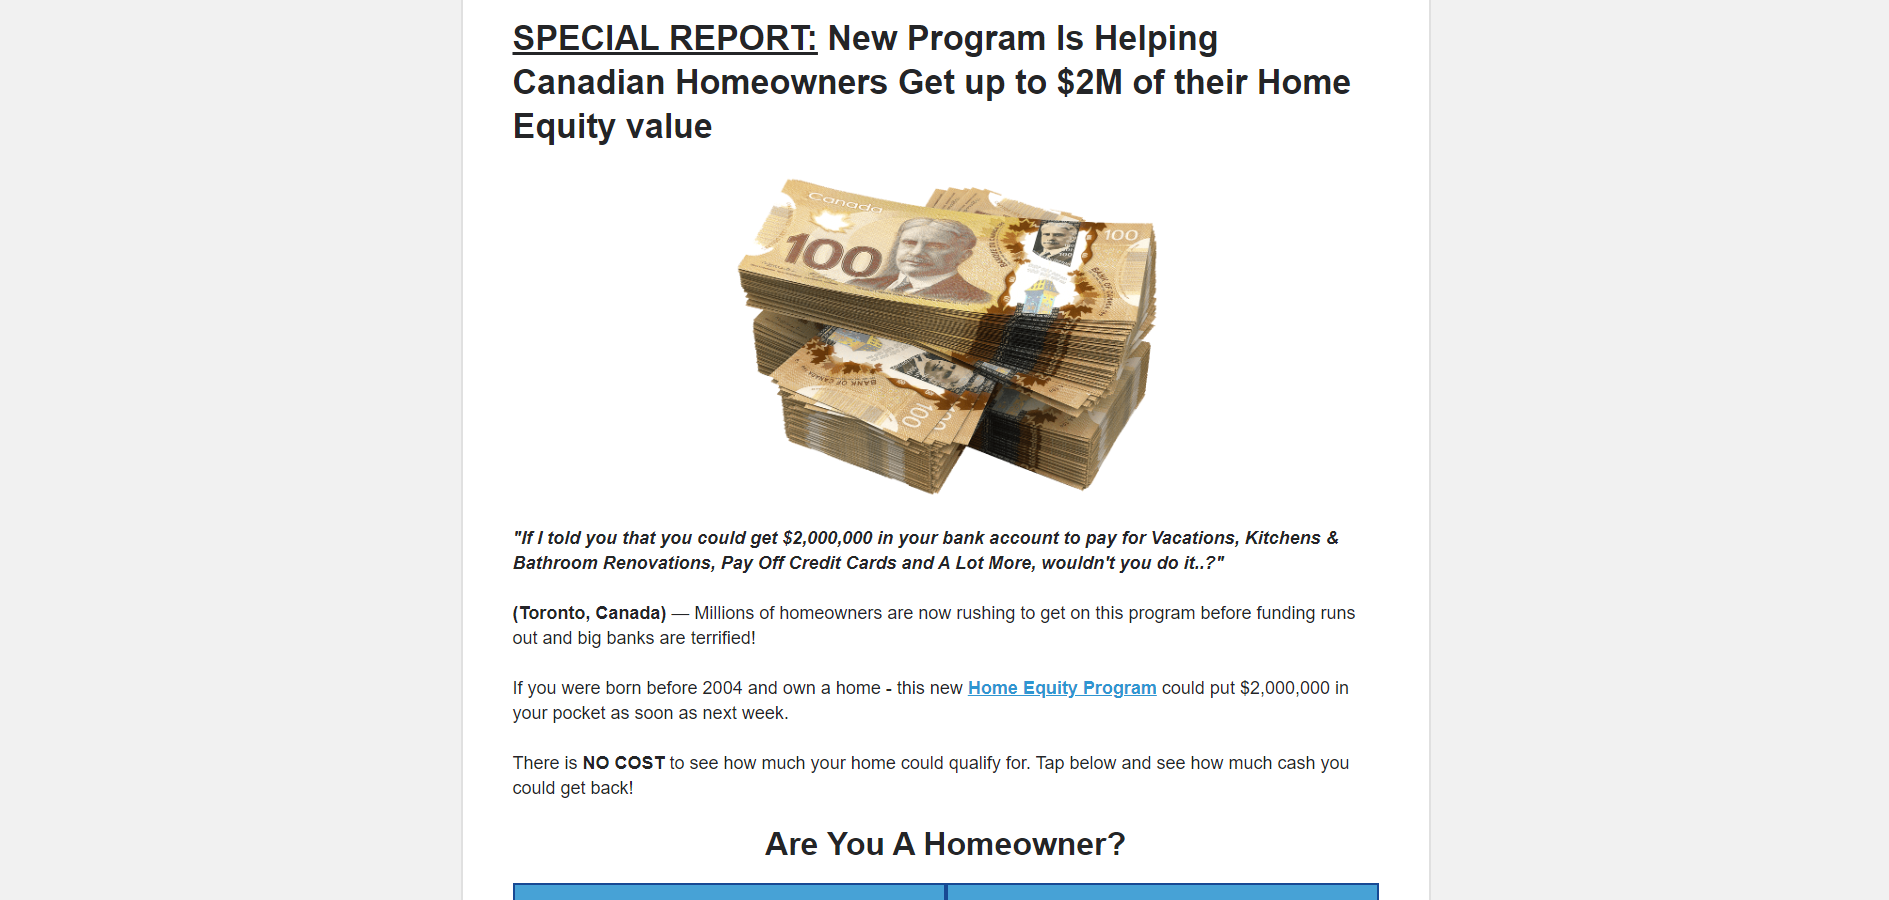 SPECIAL REPORT: New Program Is Helping
Canadian Homeowners Get up to $2M of their Home
Equity value
Canada
100
100
100
"If I told you that you could get $2,000,000 in your bank account to pay for Vacations, Kitchens &
Bathroom Renovations, Pay Off Credit Cards and A Lot More, wouldn't you do it..?"
(Toronto, Canada) — Millions of homeowners are now rushing to get on this program before funding runs
out and big banks are terrified!
If you were born before 2004 and own a home - this new Home Equity Program could put $2,000,000 in
your pocket as soon as next week.
There is NO COST to see how much your home could qualify for. Tap below and see how much cash you
could get back!
Are You A Homeowner?